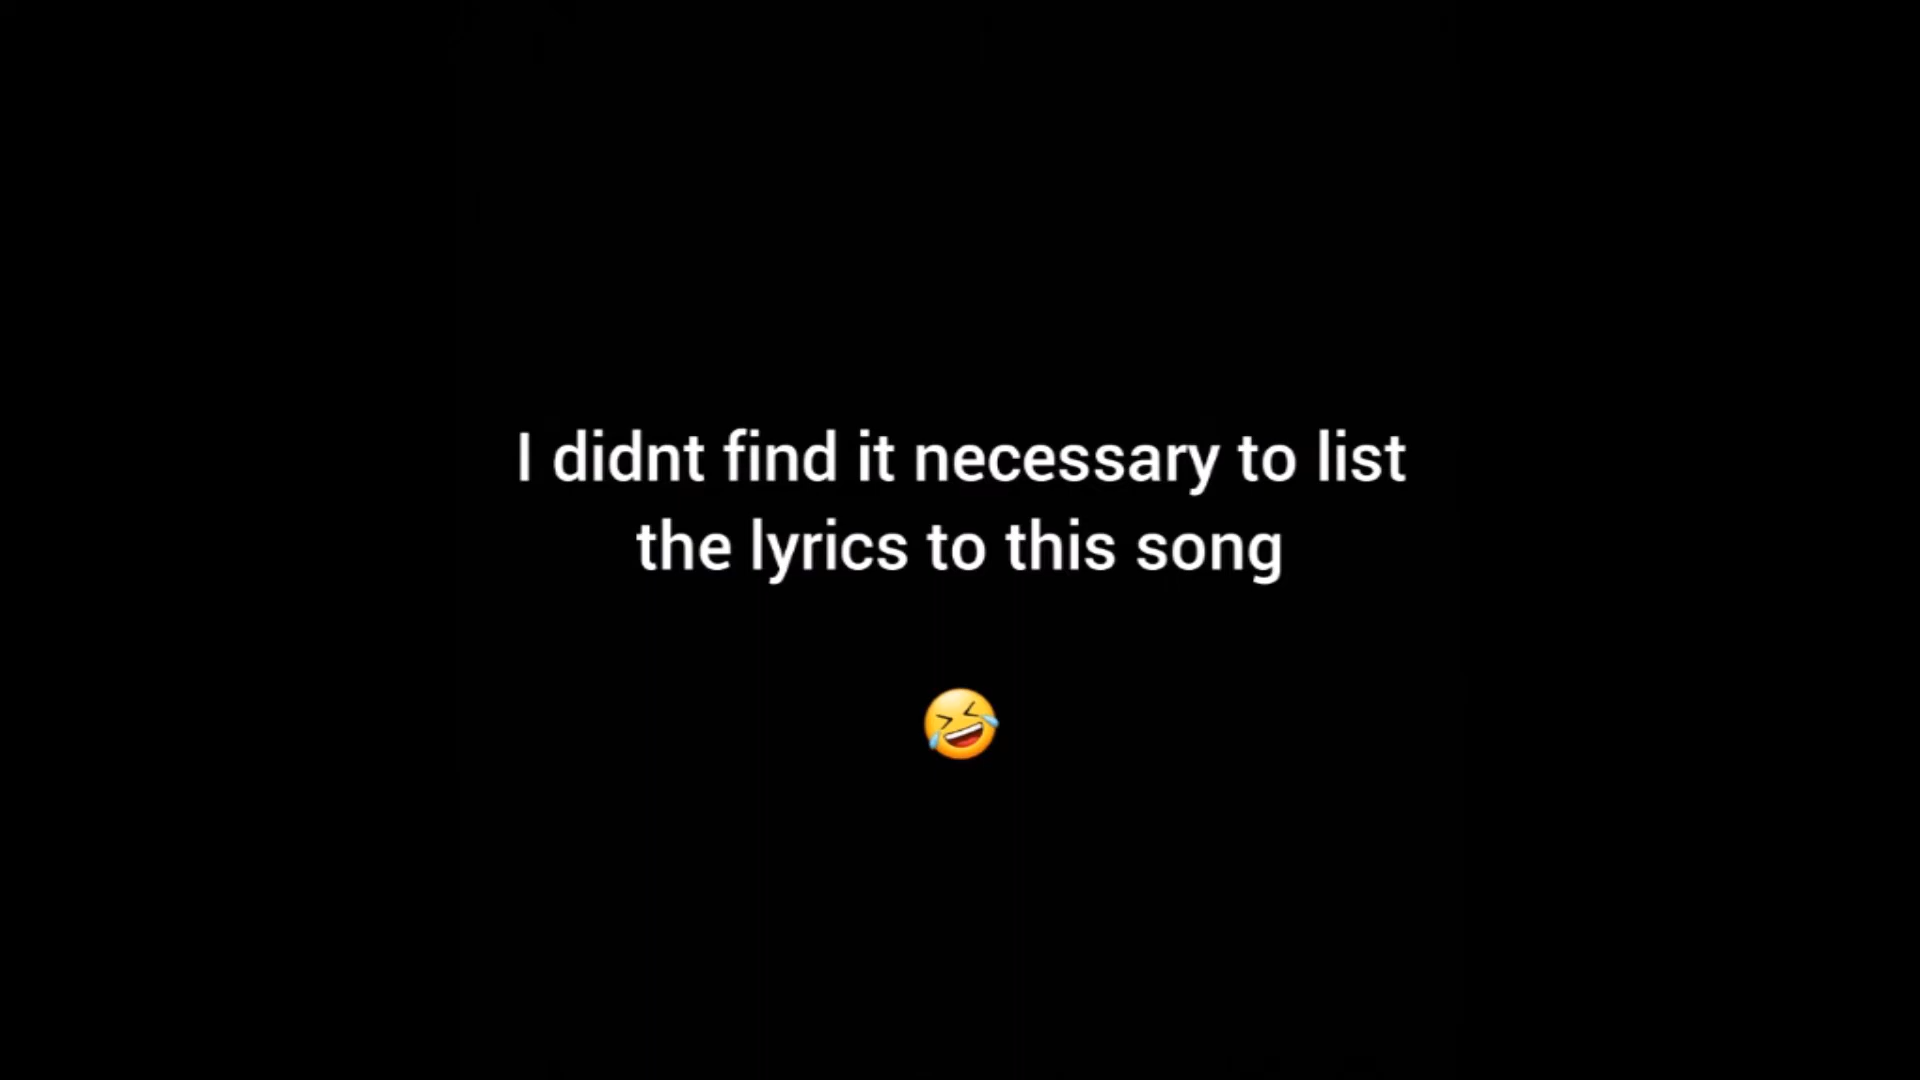 I didnt find it necessary to list
the lyrics to this song
🤣